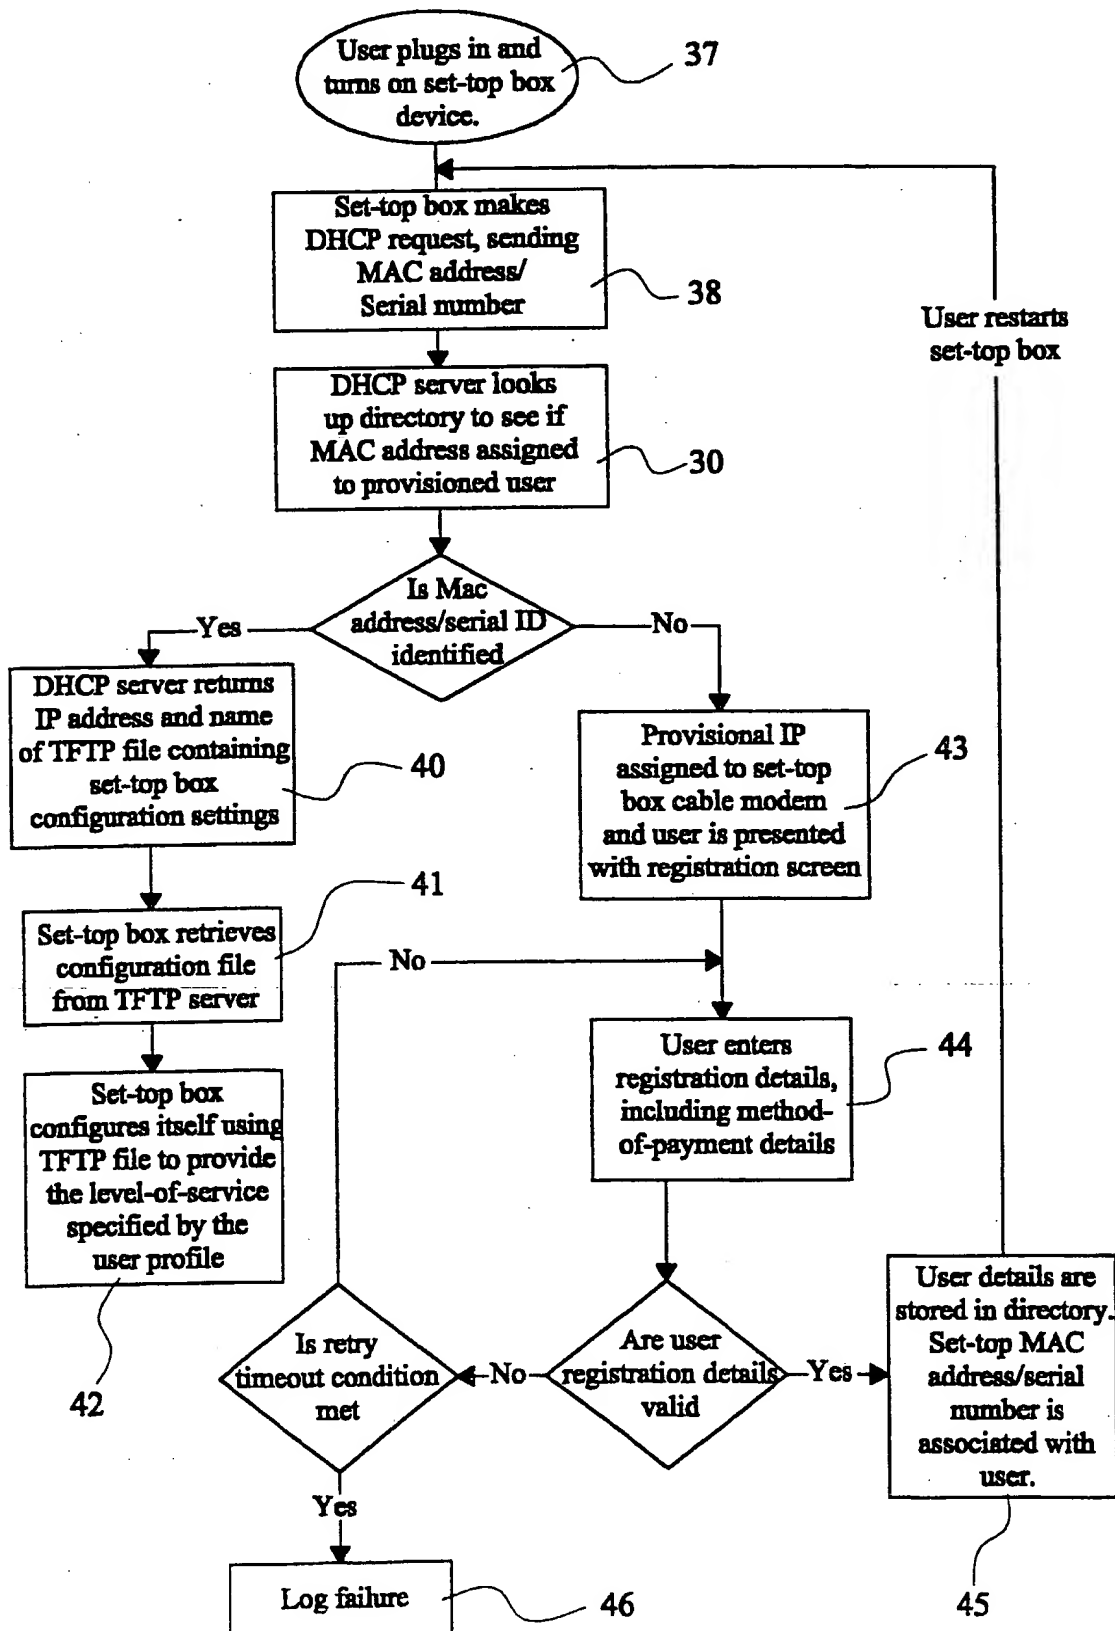 User plugs in and
turns on set-top box
device.
37
Set-top box makes
DHCP request, sending
MAC address/
Serial number
38
User restarts
set-top box
DHCP server looks
up directory to see if
MAC address assigned
to provisioned user
30
Is Mac
address/serial ID
identified
Yes
No
DHCP server returns
IP address and name
of TFTP file containing
set-top box
configuration settings
40
Provisional IP
assigned to set-top
box cable modem
and user is presented
with registration screen
43
41
Set-top box retrieves
configuration file
from TFTP server
No
User enters
registration details,
including method-
of-payment details
44
Set-top box
configures itself using
TFTP file to provide
the level-of-service
specified by the
user profile
42
Is retry
timeout condition
met
No
Are user
registration details
valid
Yes
User details are
stored in directory.
Set-top MAC
address/serial
number is
associated with
user.
45
Yes
Log failure
46